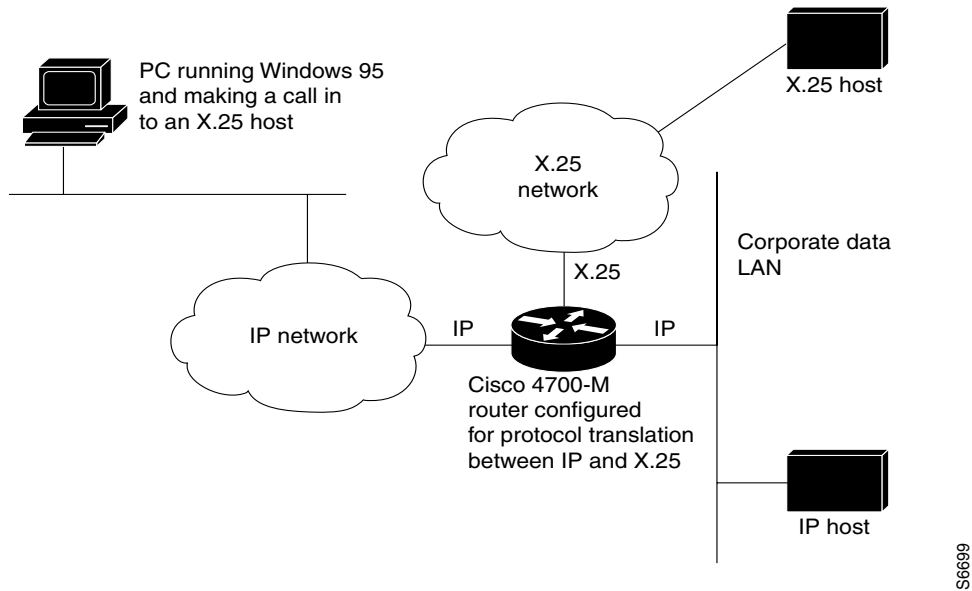 PC running Windows 95
and making a call in
to an X.25 host
X.25 host
X.25
network
Corporate data
LAN
X.25
IP network
IP
IP
Cisco 4700-M
router configured
for protocol translation
between IP and X.25
IP host
S6699